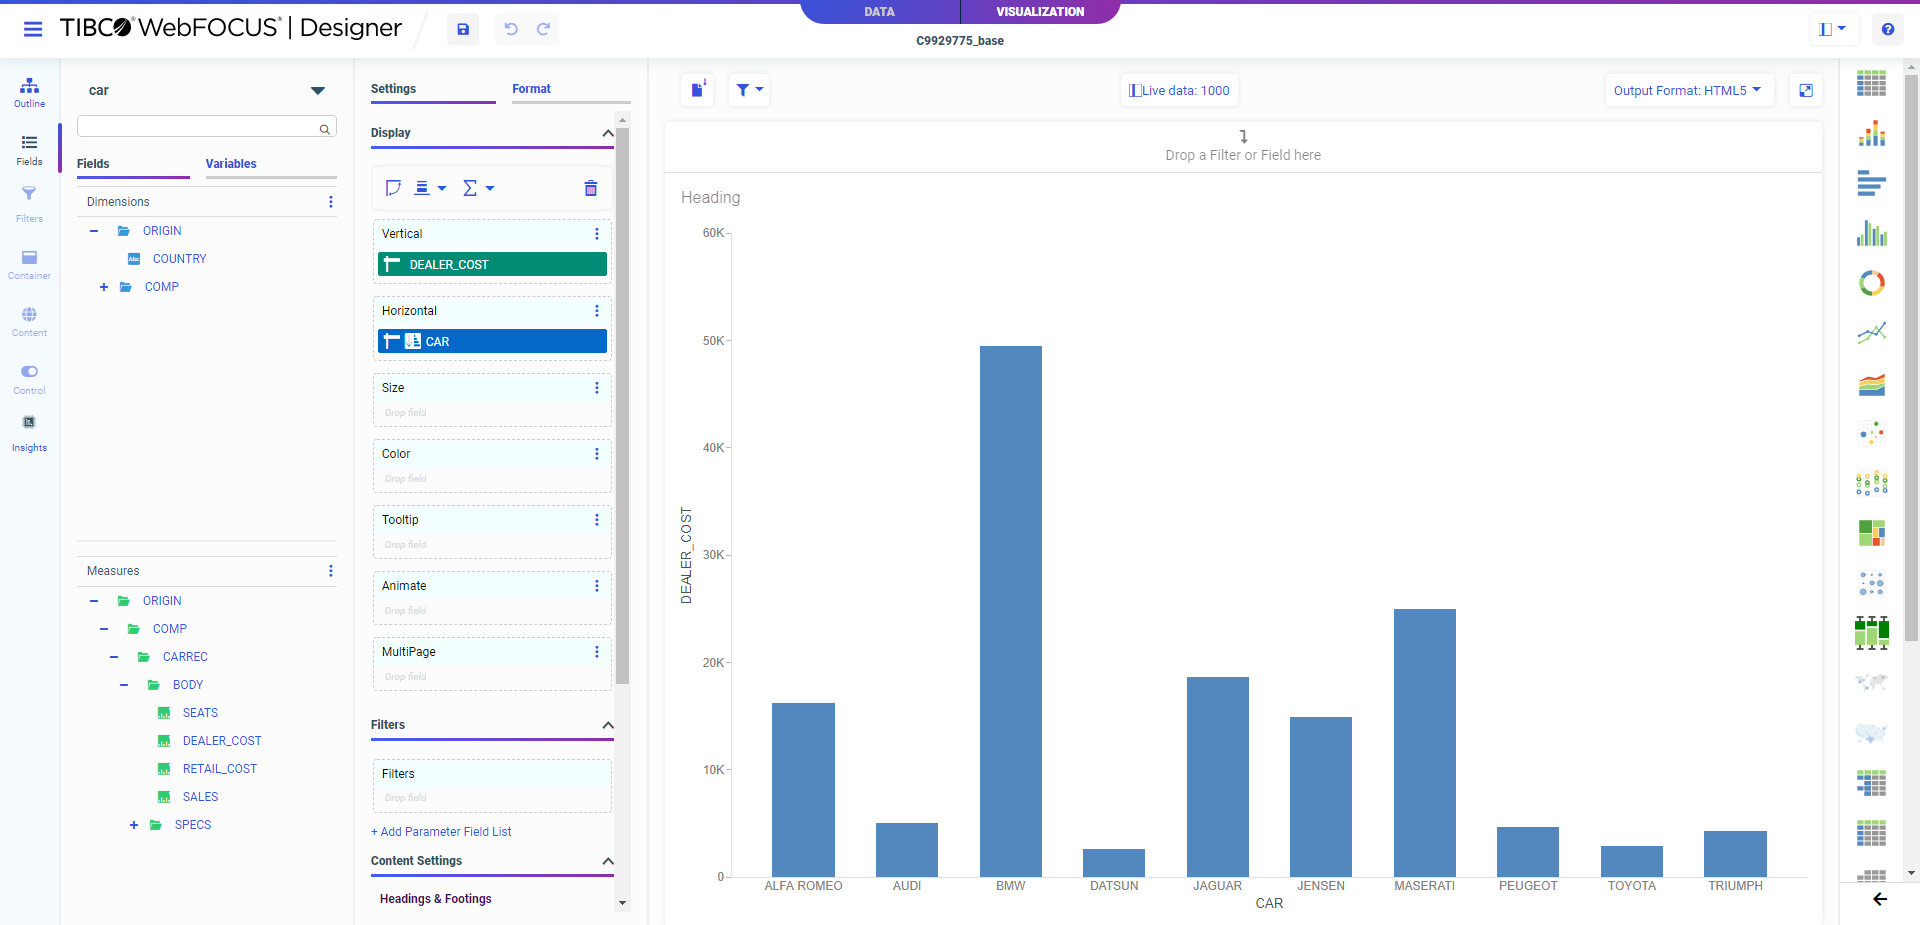 DATA
VISUALIZATION
TIBCO® WebFOCUS® | Designer
C9929775_base
Outline
Fields
Filters
Container
Content
Control
Insights
car
Fields
Variables
Dimensions
ORIGIN
COUNTRY
COMP
Measures
ORIGIN
COMP
CARREC
BODY
SEATS
DEALER_COST
RETAIL_COST
SALES
SPECS
Settings
Format
Display
Vertical
DEALER_COST
Horizontal
CAR
Size
Drop field
Color
Drop field
Tooltip
Drop field
Animate
Drop field
MultiPage
Drop field
Filters
Filters
Drop field
+ Add Parameter Field List
Content Settings
Headings & Footings
Live data: 1000
Output Format: HTML5
Drop a Filter or Field here
Heading
60K
50K
40K
30K
20K
10K
0
DEALER_COST
ALFA ROMEO
AUDI
BMW
DATSUN
JAGUAR
JENSEN
MASERATI
PEUGEOT
TOYOTA
TRIUMPH
CAR